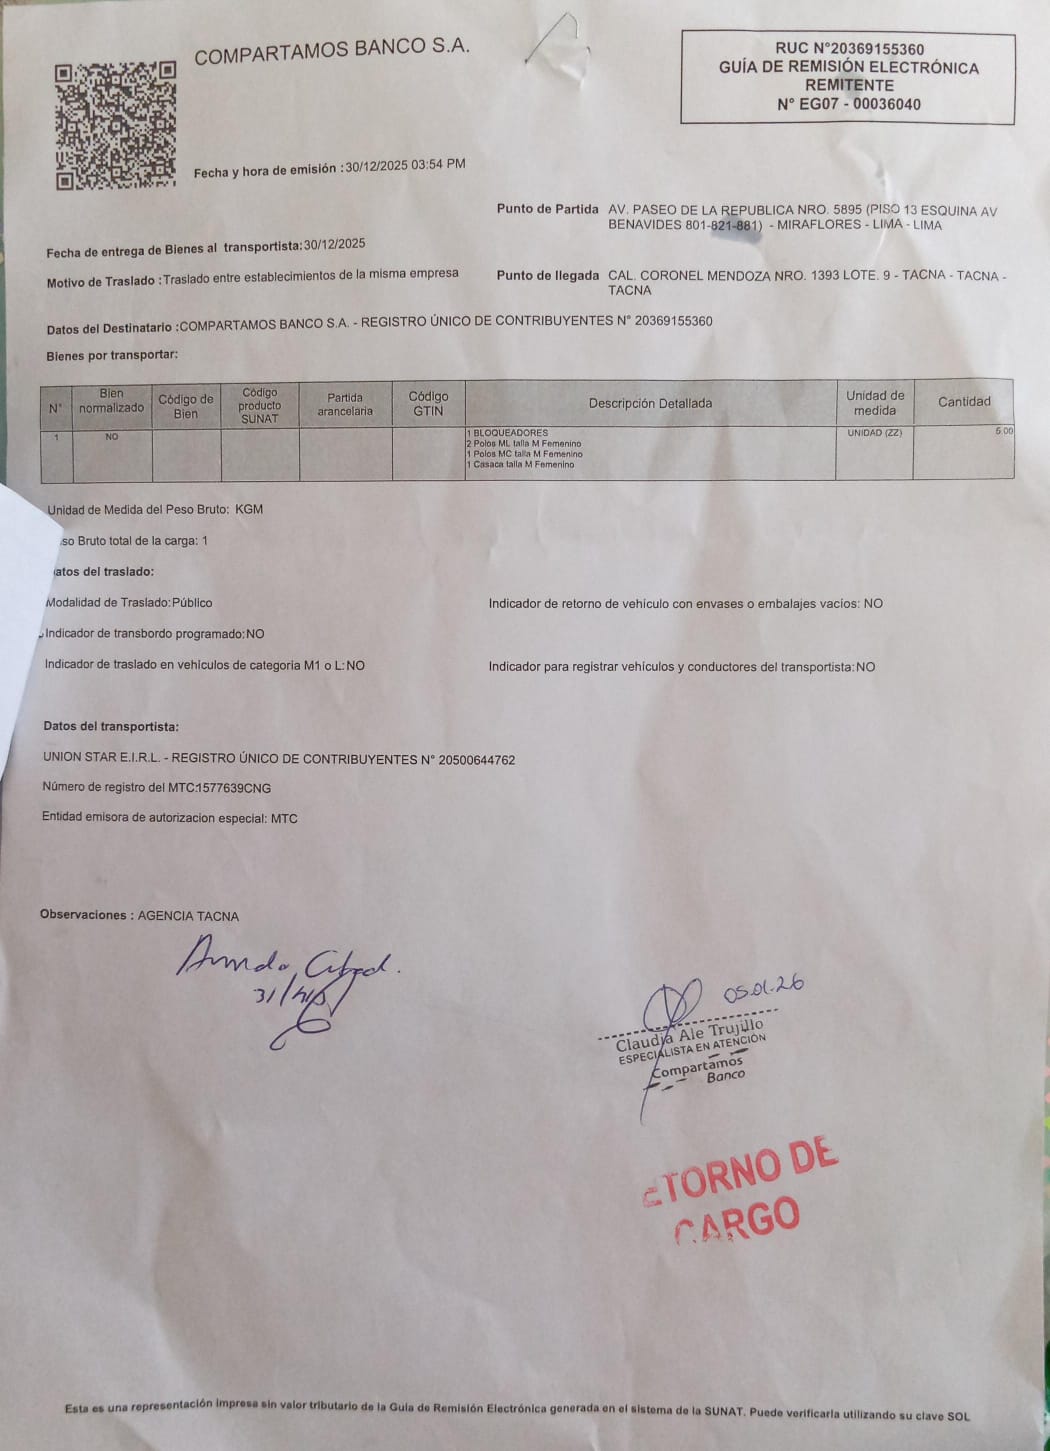 COMPARTAMOS BANCO S.A.
RUC N°20369155360
GUÍA DE REMISIÓN ELECTRÓNICA
REMITENTE
N° EG07 - 00036040
Fecha y hora de emisión :30/12/2025 03:54 PM
Punto de Partida AV. PASEO DE LA REPUBLICA NRO. 5895 (PISO 13 ESQUINA AV
BENAVIDES 801-821-881) - MIRAFLORES - LIMA - LIMA
Fecha de entrega de Bienes al transportista:30/12/2025
Motivo de Traslado :Traslado entre establecimientos de la misma empresa
Punto de llegada CAL. CORONEL MENDOZA NRO. 1393 LOTE. 9 - TACNA - TACNA -
TACNA
Datos del Destinatario :COMPARTAMOS BANCO S.A. - REGISTRO ÚNICO DE CONTRIBUYENTES N° 20369155360
Bienes por transportar:
N° Bien normalizado Código de Bien Código producto SUNAT Partida arancelaria Código GTIN Descripción Detallada Unidad de medida Cantidad
1 NO 1 BLOQUEADORES UNIDAD (ZZ) 5.00
2 Polos ML talla M Femenino
1 Polos MC talla M Femenino
1 Casaca talla M Femenino
Unidad de Medida del Peso Bruto: KGM
so Bruto total de la carga: 1
atos del traslado:
Modalidad de Traslado:Público
Indicador de retorno de vehículo con envases o embalajes vacíos: NO
Indicador de transbordo programado:NO
Indicador de traslado en vehículos de categoria M1 o L:NO
Indicador para registrar vehículos y conductores del transportista:NO
Datos del transportista:
UNION STAR E.I.R.L. - REGISTRO ÚNICO DE CONTRIBUYENTES N° 20500644762
Número de registro del MTC:1577639CNG
Entidad emisora de autorizacion especial: MTC
Observaciones : AGENCIA TACNA
05.01.26
Claudia Ale Trujillo
ESPECIALISTA EN ATENCIÓN
Compartamos
Banco
ETORNO DE
CARGO
Esta es una representación impresa sin valor tributario de la Guía de Remisión Electrónica generada en el sistema de la SUNAT. Puede verificarla utilizando su clave SOL